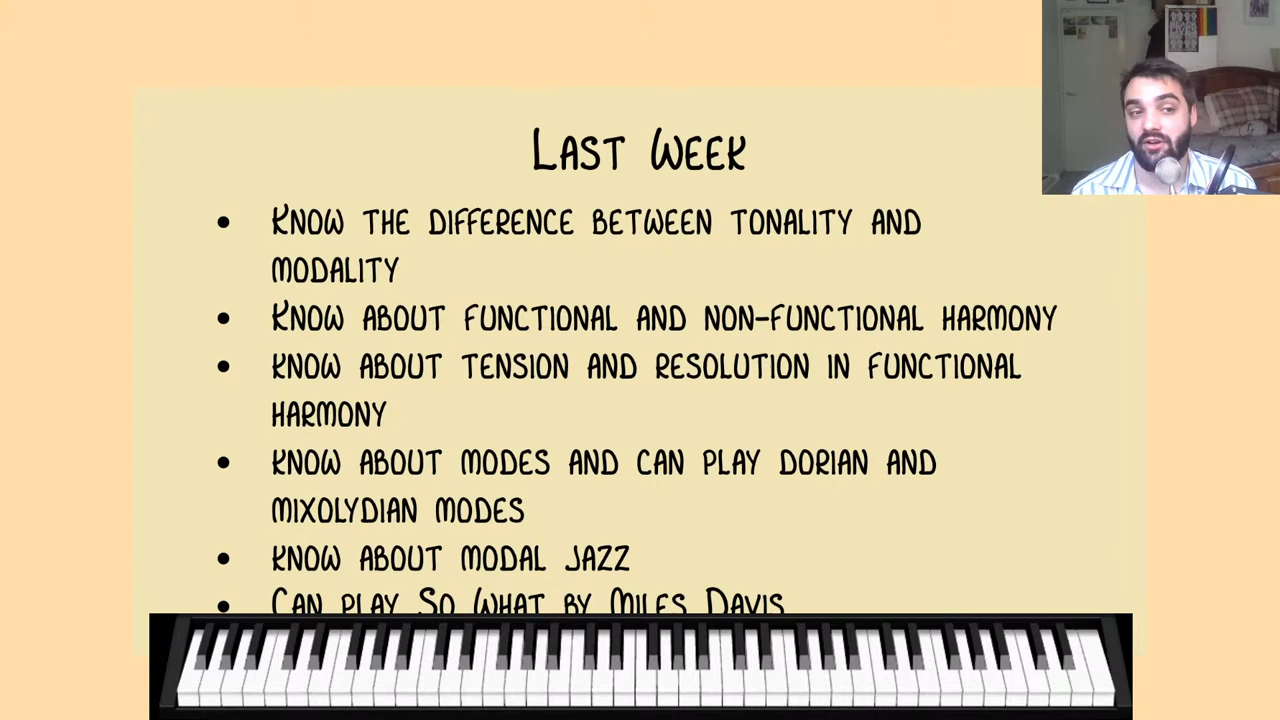 Last Week
Know the difference between tonality and
modality
Know about functional and non-functional harmony
know about tension and resolution in functional
harmony
know about modes and can play dorian and
mixolydian modes
know about modal jazz
Can play So What by Miles Davis